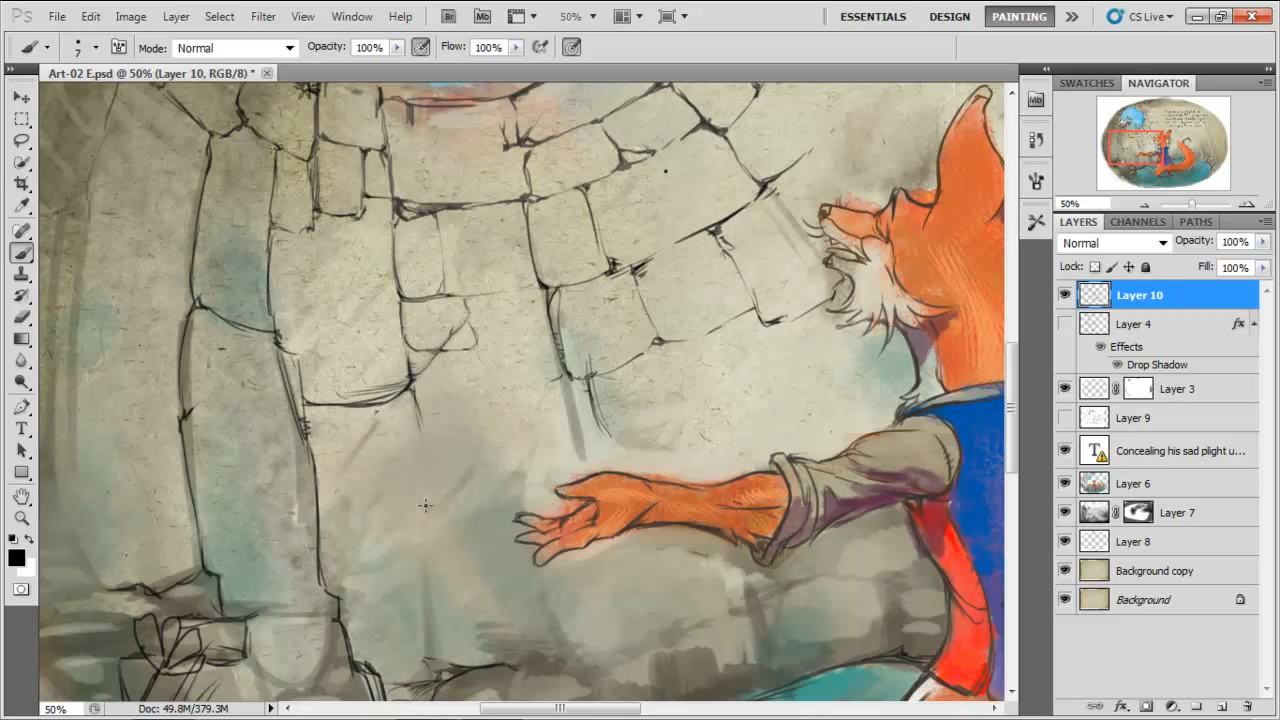 Ps File Edit Image Layer Select Filter View Window Help Br Mb 50% ESSENTIALS DESIGN PAINTING CS Live
7 Mode: Normal Opacity: 100% Flow: 100%
Art-02 E.psd @ 50% (Layer 10, RGB/8) *
SWATCHES NAVIGATOR
Mb
50%
LAYERS CHANNELS PATHS
Normal Opacity: 100%
Lock: Fill: 100%
Layer 10
Layer 4 fx
Effects
Drop Shadow
Layer 3
Layer 9
T Concealing his sad plight u...
Layer 6
Layer 7
Layer 8
Background copy
Background
50% Doc: 49.8M/379.3M